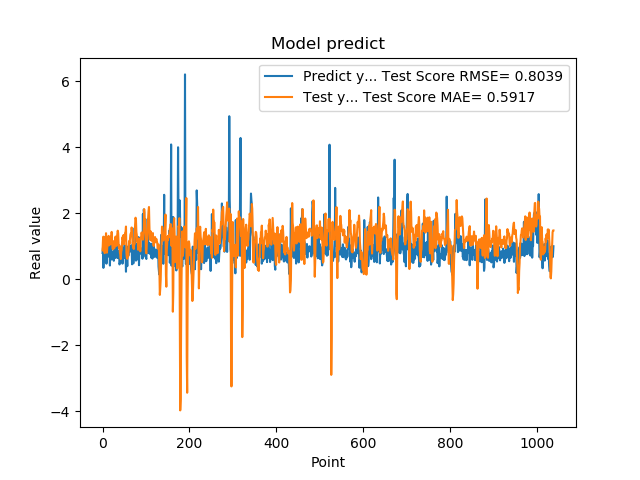 Model predict
Predict y... Test Score RMSE= 0.8039
Test y... Test Score MAE= 0.5917
Real value
6
4
2
0
−2
−4
0 200 400 600 800 1000
Point